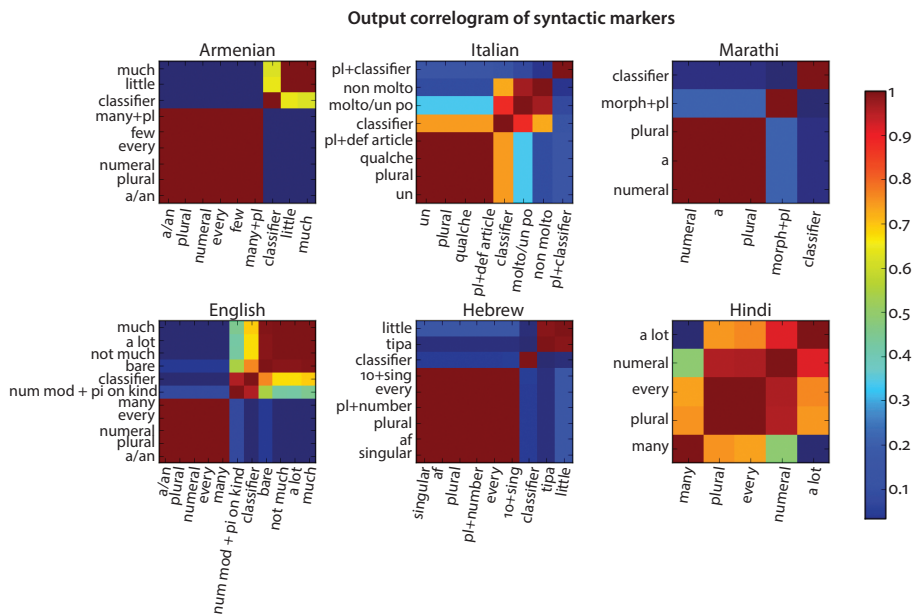 Output correlogram of syntactic markers
Armenian
much
little
classifier
many+pl
few
every
numeral
plural
a/an
a/an
plural
numeral
every
few
many+pl
classifier
little
much
Italian
pl+classifier
non molto
molto/un po
classifier
pl+def article
qualche
plural
un
un
plural
qualche
pl+def article
classifier
molto/un po
non molto
pl+classifier
Marathi
classifier
morph+pl
plural
a
numeral
numeral
a
plural
morph+pl
classifier
English
much
a lot
not much
bare
classifier
num mod + pi on kind
many
every
numeral
plural
a/an
a/an
plural
numeral
every
many
num mod + pi on kind
classifier
bare
not much
a lot
much
Hebrew
little
tipa
classifier
10+sing
every
pl+number
plural
af
singular
singular
af
plural
pl+number
every
10+sing
classifier
tipa
little
Hindi
a lot
numeral
every
plural
many
many
plural
every
numeral
a lot
1
0.9
0.8
0.7
0.6
0.5
0.4
0.3
0.2
0.1